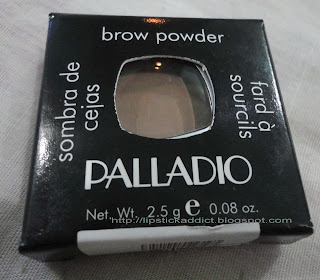 brow powder
sombra de
cejas
fard à
sourcils
PALLADIO
Net. Wt. 2.5 g e 0.08 oz.
http://lipstickaddict.blogspot.com